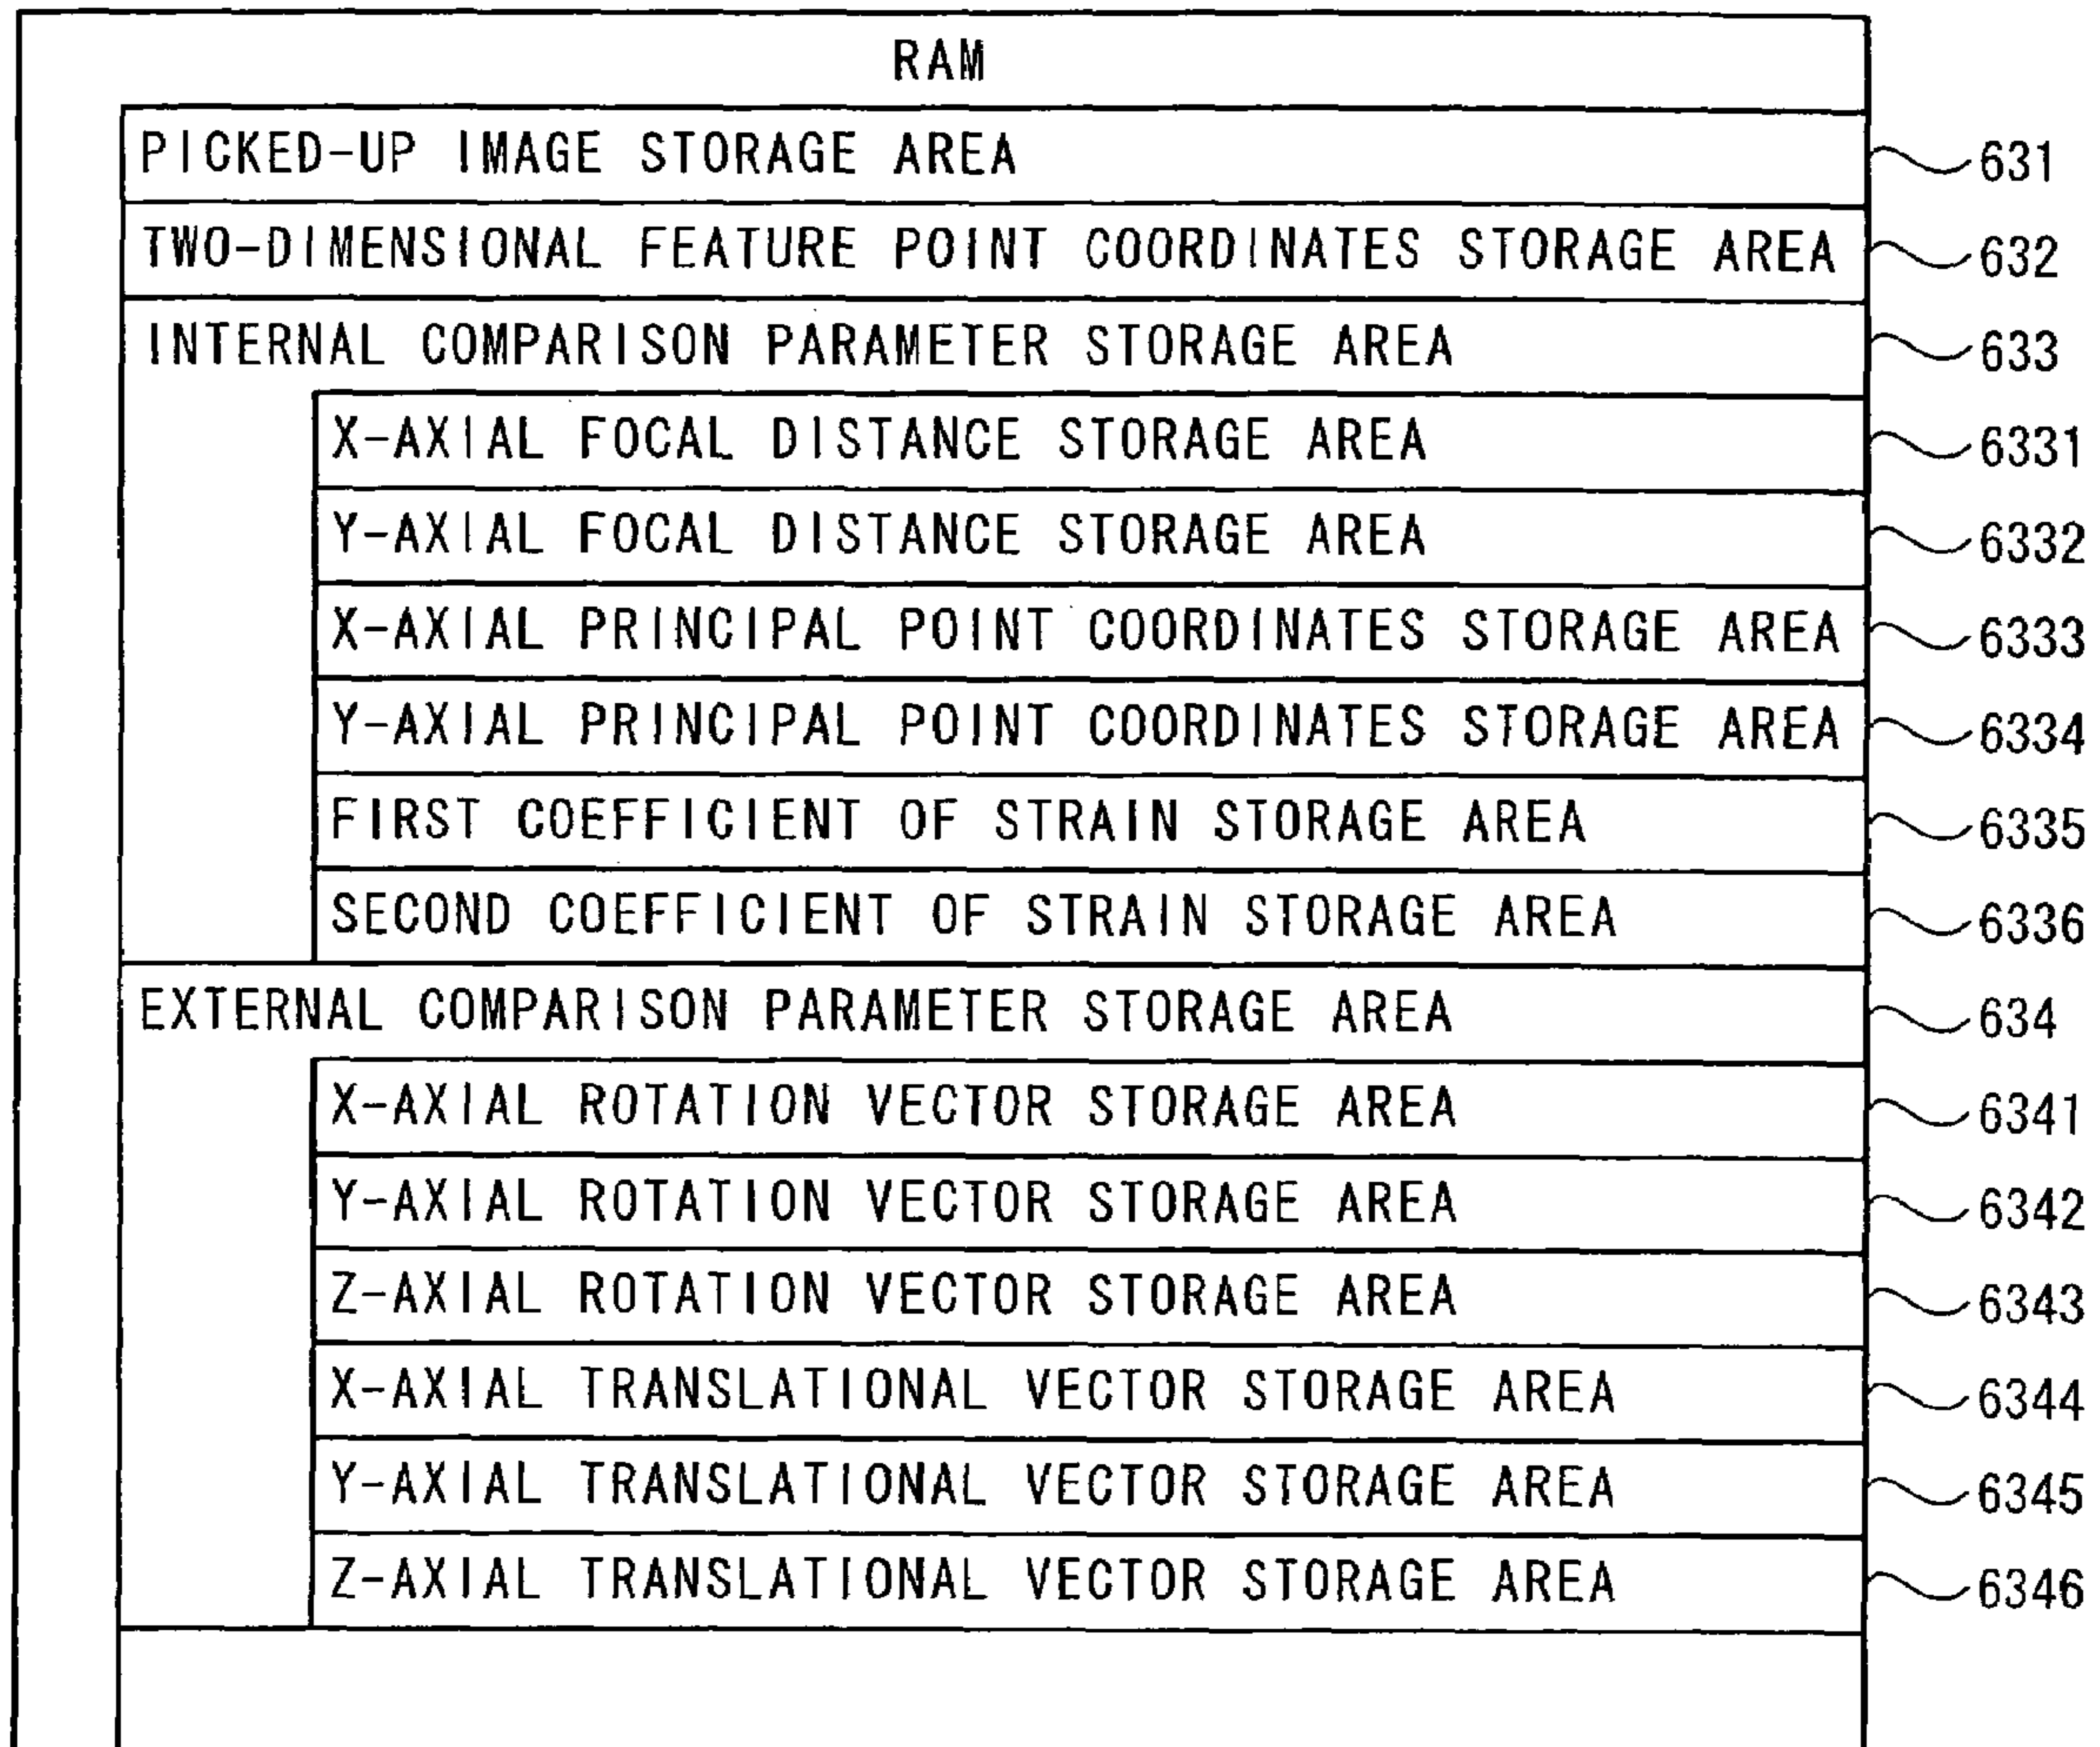 RAM
PICKED-UP IMAGE STORAGE AREA 631
TWO-DIMENSIONAL FEATURE POINT COORDINATES STORAGE AREA 632
INTERNAL COMPARISON PARAMETER STORAGE AREA 633
X-AXIAL FOCAL DISTANCE STORAGE AREA 6331
Y-AXIAL FOCAL DISTANCE STORAGE AREA 6332
X-AXIAL PRINCIPAL POINT COORDINATES STORAGE AREA 6333
Y-AXIAL PRINCIPAL POINT COORDINATES STORAGE AREA 6334
FIRST COEFFICIENT OF STRAIN STORAGE AREA 6335
SECOND COEFFICIENT OF STRAIN STORAGE AREA 6336
EXTERNAL COMPARISON PARAMETER STORAGE AREA 634
X-AXIAL ROTATION VECTOR STORAGE AREA 6341
Y-AXIAL ROTATION VECTOR STORAGE AREA 6342
Z-AXIAL ROTATION VECTOR STORAGE AREA 6343
X-AXIAL TRANSLATIONAL VECTOR STORAGE AREA 6344
Y-AXIAL TRANSLATIONAL VECTOR STORAGE AREA 6345
Z-AXIAL TRANSLATIONAL VECTOR STORAGE AREA 6346